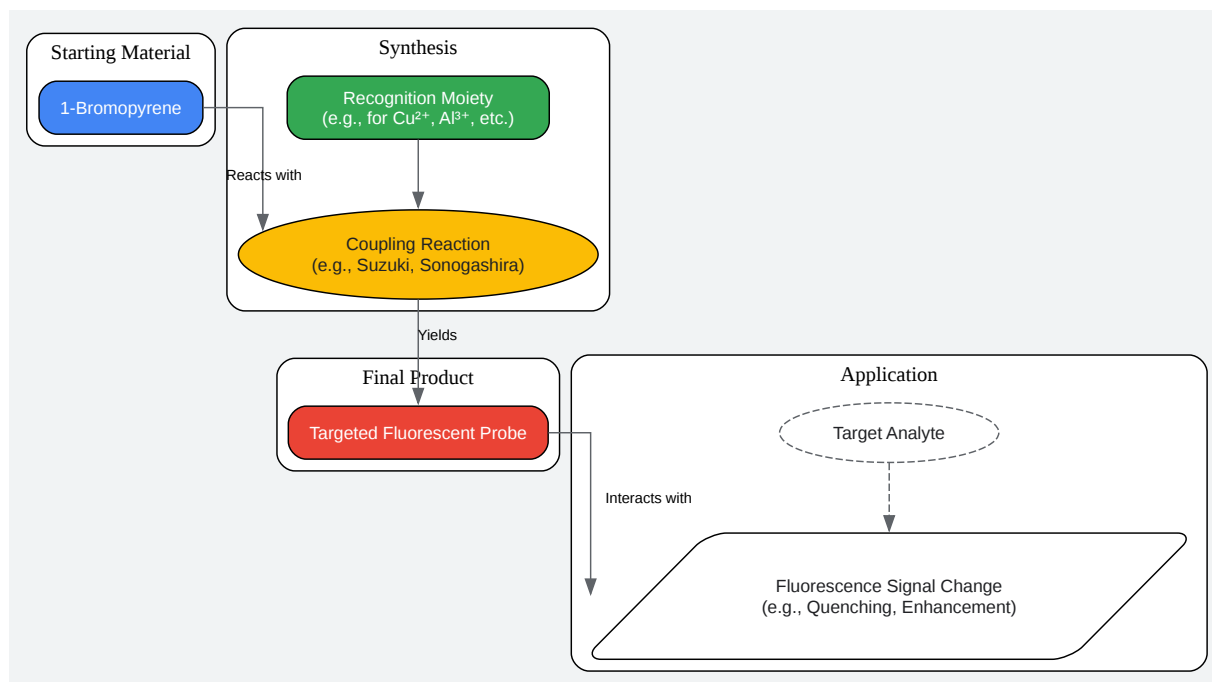 Starting Material
1-Bromopyrene
Synthesis
Recognition Moiety
(e.g., for Cu²⁺, Al³⁺, etc.)
Reacts with
Coupling Reaction
(e.g., Suzuki, Sonogashira)
Yields
Final Product
Targeted Fluorescent Probe
Application
Target Analyte
Interacts with
Fluorescence Signal Change
(e.g., Quenching, Enhancement)